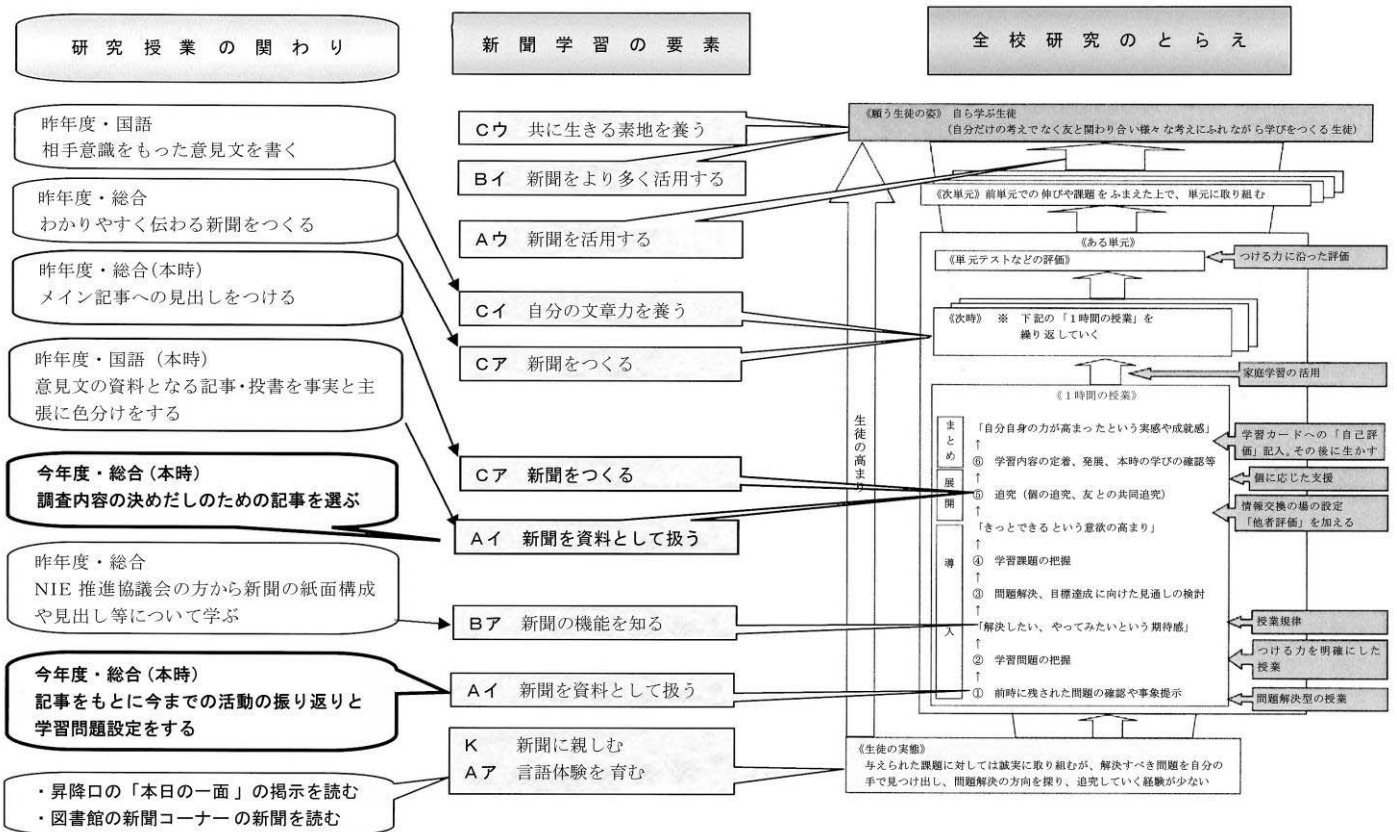 研究授業の関わり
昨年度・国語
相手意識をもった意見文を書く
昨年度・総合
わかりやすく伝わる新聞をつくる
昨年度・総合(本時)
メイン記事への見出しをつける
昨年度・国語(本時)
意見文の資料となる記事・投書を事実と主
張に色分けをする
今年度・総合(本時)
調査内容の決めだしのための記事を選ぶ
昨年度・総合
NIE 推進協議会の方から新聞の紙面構成
や見出し等について学ぶ
今年度・総合(本時)
記事をもとに今までの活動の振り返りと
学習問題設定をする
・昇降口の「本日の一面」の掲示を読む
・図書館の新聞コーナーの新聞を読む
新聞学習の要素
Cウ 共に生きる素地を養う
Bイ 新聞をより多く活用する
Aウ 新聞を活用する
Cイ 自分の文章力を養う
Cア 新聞をつくる
Cア 新聞をつくる
Aイ 新聞を資料として扱う
Bア 新聞の機能を知る
Aイ 新聞を資料として扱う
K 新聞に親しむ
Aア 言語体験を育む
全校研究のとらえ
《願う生徒の姿》 自ら学ぶ生徒
(自分だけの考えでなく友と関わり合い様々な考えにふれながら学びをつくる生徒)
《次単元》前単元での伸びや課題をふまえた上で、単元に取り組む
《ある単元》
《単元テストなどの評価》
つける力に沿った評価
《次時》 ※ 下記の「1時間の授業」を
繰り返していく
家庭学習の活用
生徒の高まり
《1時間の授業》
まとめ
「自分自身の力が高まったという実感や成就感」
↑
⑥ 学習内容の定着、発展、本時の学びの確認等
↑
展開
⑤ 追究(個の追究、友との共同追究)
↑
「きっとできるという意欲の高まり」
↑
導入
④ 学習課題の把握
↑
③ 問題解決、目標達成に向けた見通しの検討
↑
「解決したい、やってみたいという期待感」
↑
② 学習問題の把握
↑
① 前時に残された問題の確認や事象提示
学習カードへの「自己評
価」記入。その後に生かす
個に応じた支援
情報交換の場の設定
「他者評価」を加える
授業規律
つける力を明確にした
授業
問題解決型の授業
《生徒の実態》
与えられた課題に対しては誠実に取り組むが、解決すべき問題を自分の
手で見つけ出し、問題解決の方向を探り、追究していく経験が少ない